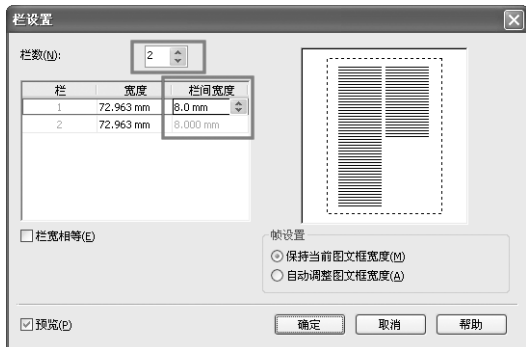 栏设置
栏数(N): 2
栏 宽度 栏间宽度
1 72.963 mm 8.0 mm
2 72.963 mm 8.000 mm
栏宽相等(E)
帧设置
保持当前图文框宽度(M)
自动调整图文框宽度(A)
预览(P) 确定 取消 帮助